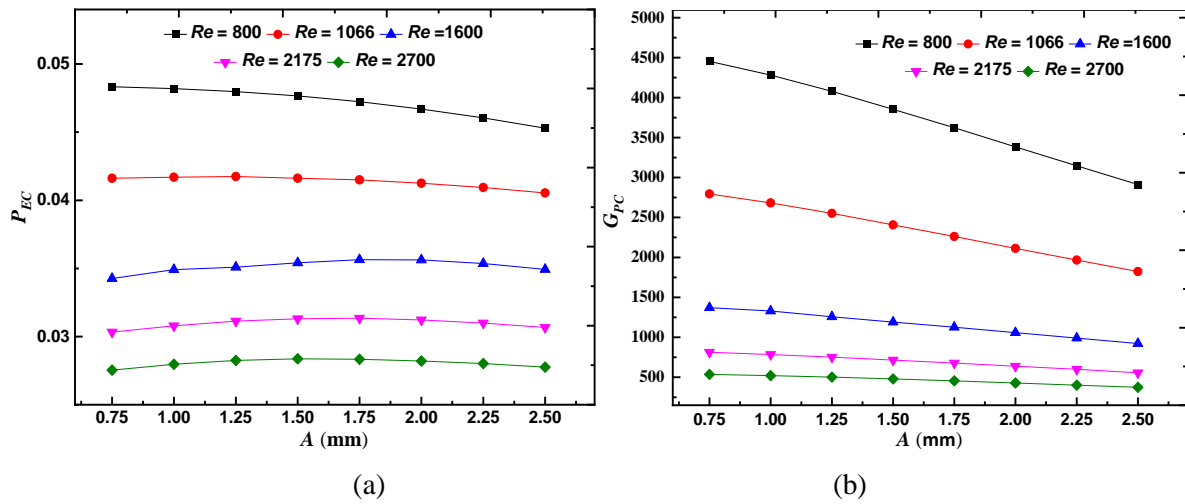 Re = 800 Re = 1066 Re =1600
Re = 2175 Re = 2700
0.05
0.04
0.03
P_EC
0.75 1.00 1.25 1.50 1.75 2.00 2.25 2.50
A (mm)
(a)
Re = 800 Re = 1066 Re =1600
Re = 2175 Re = 2700
5000
4500
4000
3500
3000
2500
2000
1500
1000
500
G_PC
0.75 1.00 1.25 1.50 1.75 2.00 2.25 2.50
A (mm)
(b)